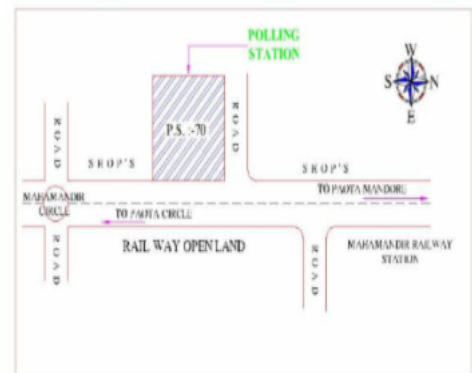 POLLING
STATION
W
S
N
E
P.S. :-70
ROAD
ROAD
SHOP'S
SHOP'S
MAHAMANDIR
CIRCLE
TO PAOTA MANDORE
TO PAOTA CIRCLE
ROAD
RAIL WAY OPEN LAND
ROAD
MAHAMANDIR RAILWAY
STATION